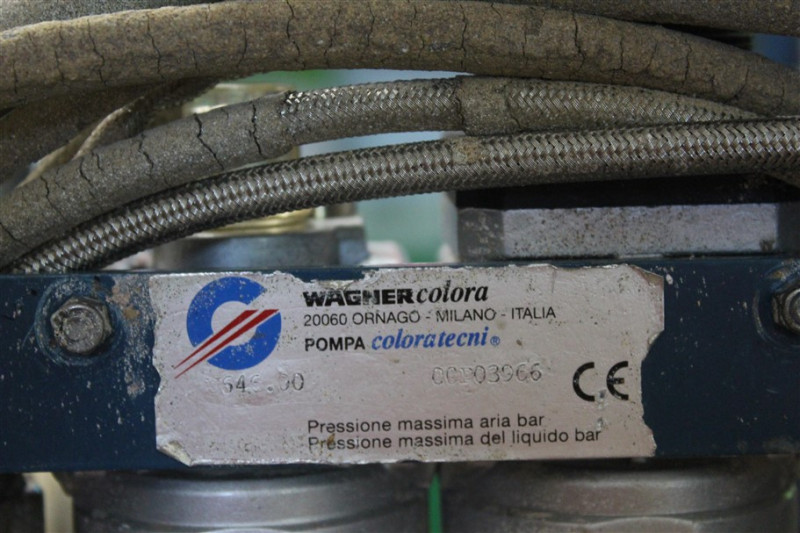 WAGNER colora
20060 ORNAGO - MILANO - ITALIA
POMPA coloratecni®
CE
Pressione massima aria bar
Pressione massima del liquido bar